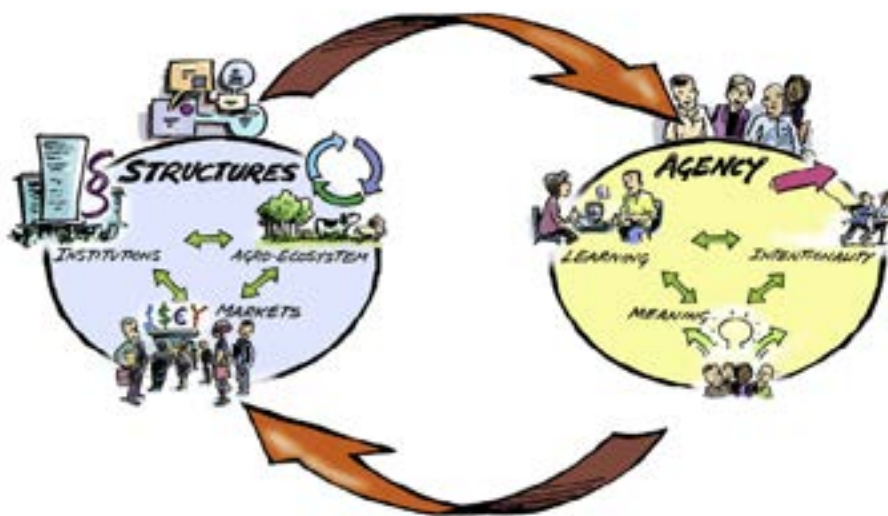 STRUCTURES
INSTITUTIONS
AGRO-ECOSYSTEM
MARKETS
£$€Y
§
AGENCY
LEARNING
INTENTIONALITY
MEANING